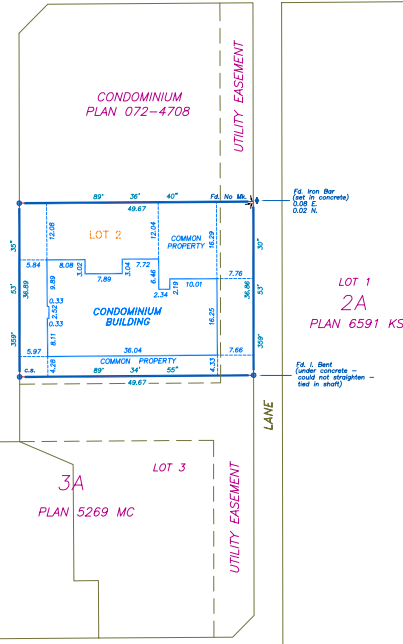 CONDOMINIUM
PLAN 072-4708
UTILITY EASEMENT
89' 36' 40"
Fd. No Mk.
49.67
Fd. Iron Bar
(set in concrete)
0.08 E.
0.02 N.
12.08
LOT 2
12.04
COMMON
PROPERTY
16.29
35"
30"
5.84
8.08
3.02
7.89
3.04
7.72
6.46
2.34
2.19
10.01
7.76
53'
36.89
9.89
0.33
2.52
0.33
8.11
CONDOMINIUM
BUILDING
16.25
36.86
53'
LOT 1
2A
PLAN 6591 KS
359'
359'
5.97
36.04
7.66
COMMON PROPERTY
4.28
4.33
c.s.
89' 34' 55"
49.67
Fd. I. Bent
(under concrete –
could not straighten –
tied in shaft)
LANE
LOT 3
3A
PLAN 5269 MC
UTILITY EASEMENT